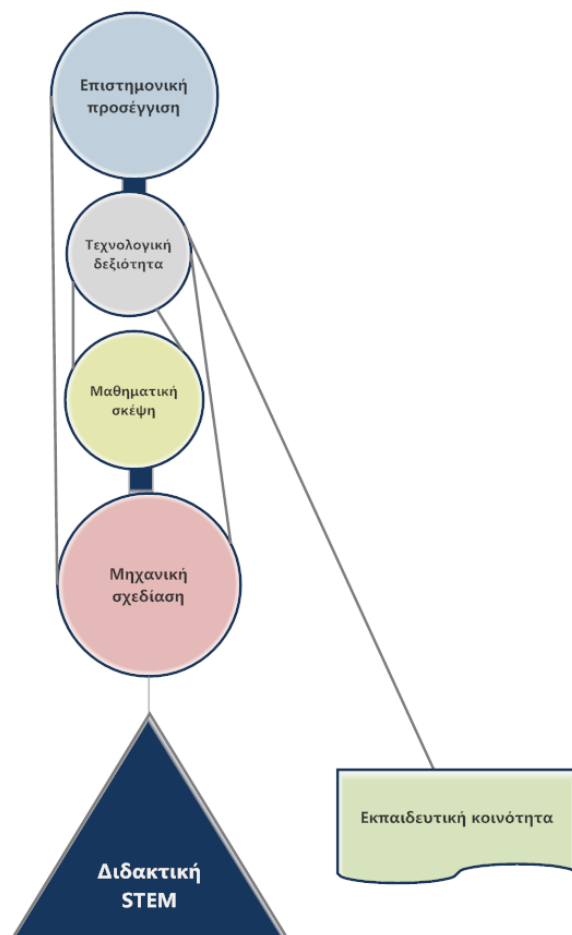 Επιστημονική
προσέγγιση
Τεχνολογική
δεξιότητα
Μαθηματική
σκέψη
Μηχανική
σχεδίαση
Εκπαιδευτική κοινότητα
Διδακτική
STEM